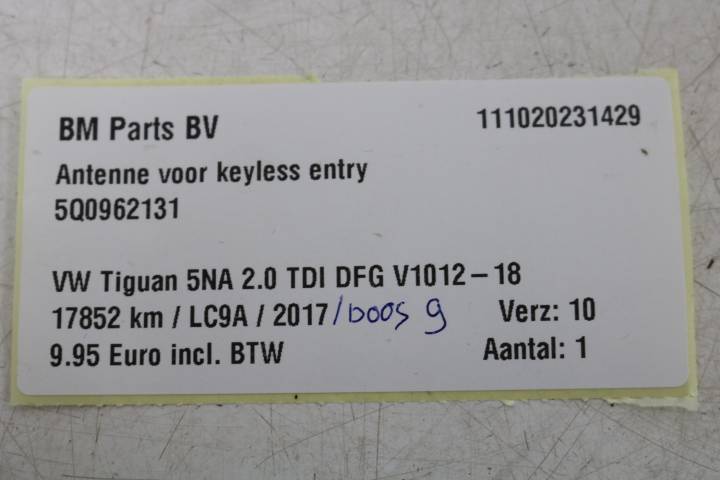 BM Parts BV 111020231429
Antenne voor keyless entry
5Q0962131
VW Tiguan 5NA 2.0 TDI DFG V1012-18
17852 km / LC9A / 2017 / DOOS 9 Verz: 10
9.95 Euro incl. BTW Aantal: 1